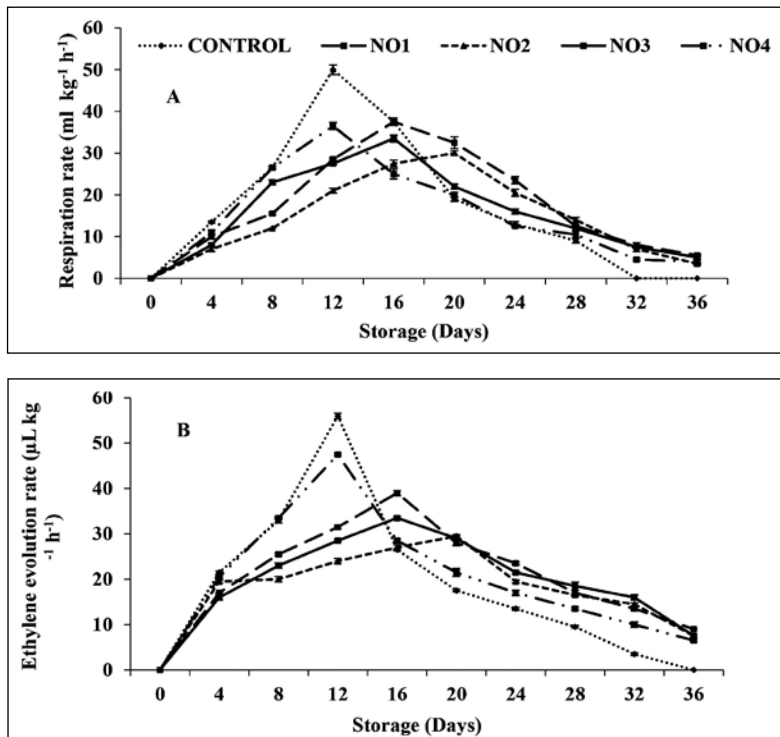 60
CONTROL NO1 NO2 NO3 NO4
50
A
40
30
20
10
0
Respiration rate (ml kg⁻¹ h⁻¹)
0 4 8 12 16 20 24 28 32 36
Storage (Days)
60
B
50
40
30
20
10
0
Ethylene evolution rate (µL kg
⁻¹ h⁻¹)
0 4 8 12 16 20 24 28 32 36
Storage (Days)